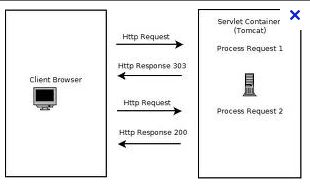 Client Browser
Http Request
Http Response 303
Http Request
Http Response 200
Servlet Container
(Tomcat)
Process Request 1
Process Request 2